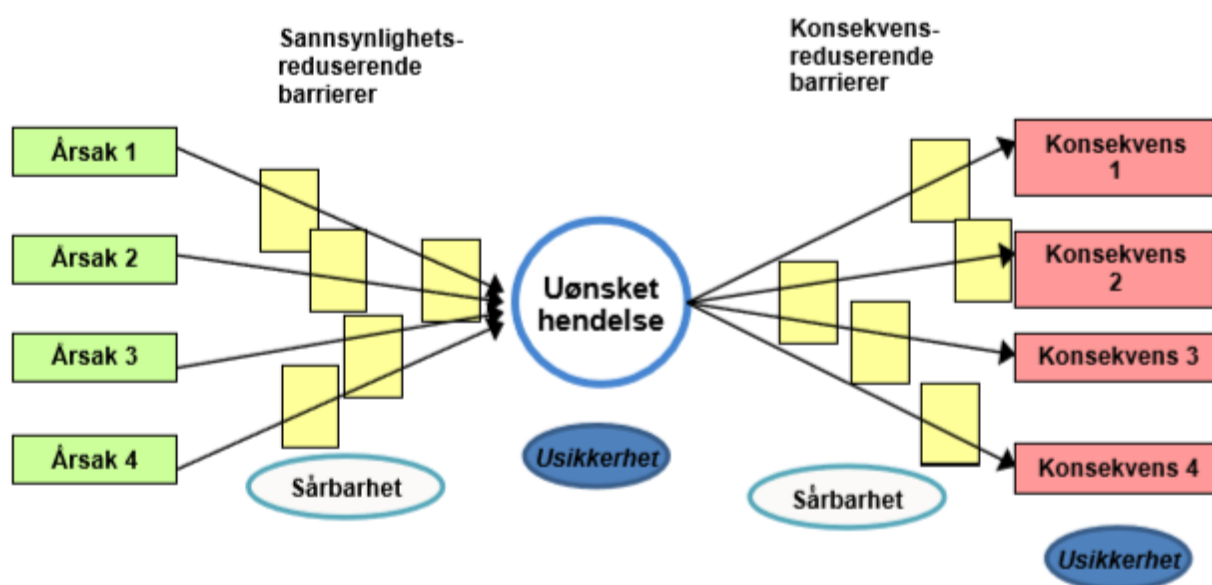 Sannsynlighets-
reduserende
barrierer
Konsekvens-
reduserende
barrierer
Årsak 1
Årsak 2
Årsak 3
Årsak 4
Uønsket
hendelse
Konsekvens
1
Konsekvens
2
Konsekvens 3
Konsekvens 4
Sårbarhet
Usikkerhet
Sårbarhet
Usikkerhet